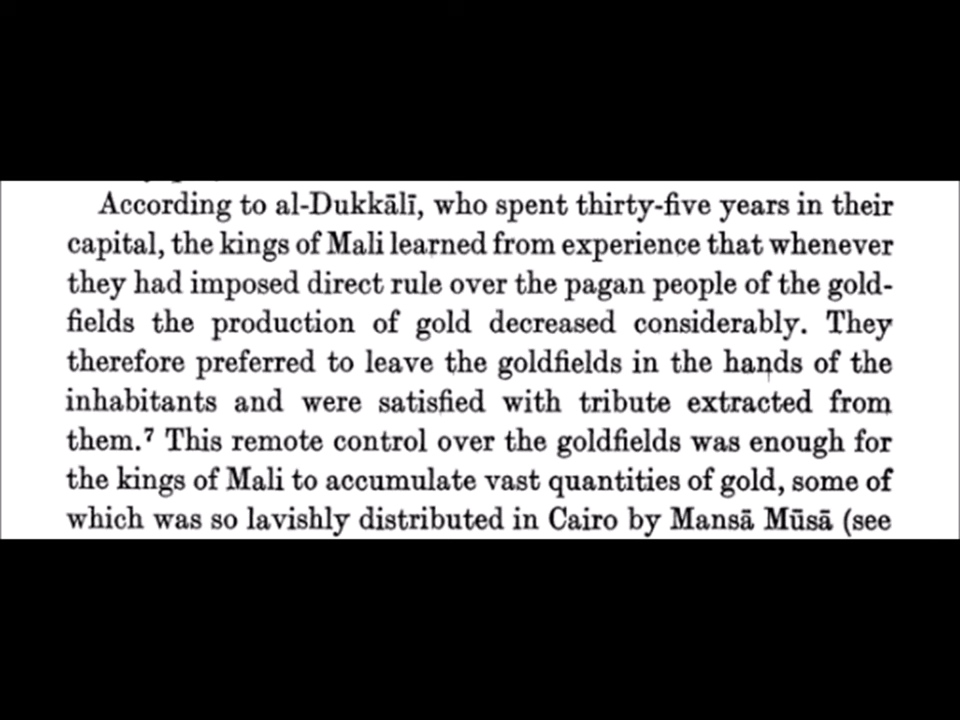 According to al-Dukkālī, who spent thirty-five years in their
capital, the kings of Mali learned from experience that whenever
they had imposed direct rule over the pagan people of the gold-
fields the production of gold decreased considerably. They
therefore preferred to leave the goldfields in the hands of the
inhabitants and were satisfied with tribute extracted from
them.⁷ This remote control over the goldfields was enough for
the kings of Mali to accumulate vast quantities of gold, some of
which was so lavishly distributed in Cairo by Mansā Mūsā (see